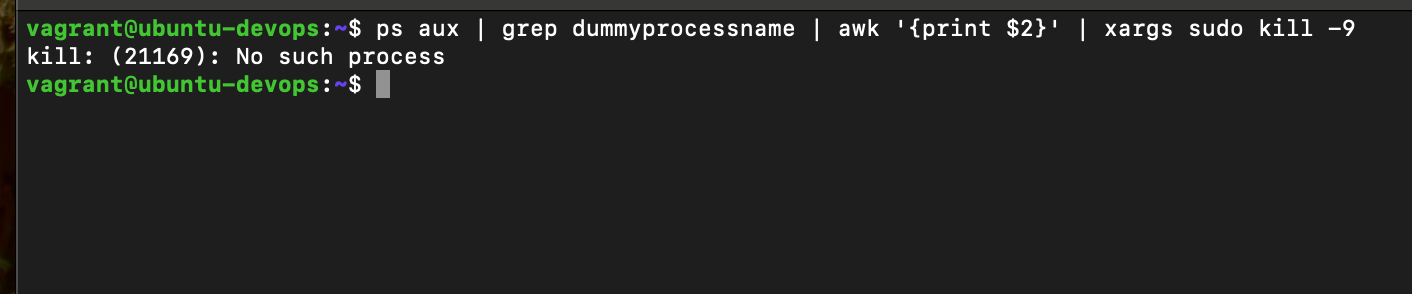 vagrant@ubuntu-devops:~$ ps aux | grep dummyprocessname | awk '{print $2}' | xargs sudo kill -9
kill: (21169): No such process
vagrant@ubuntu-devops:~$